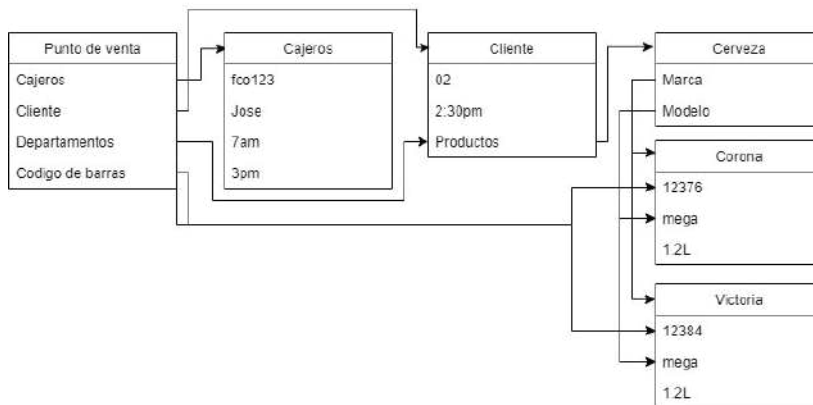 Punto de venta
Cajeros
Cliente
Departamentos
Codigo de barras
Cajeros
fco123
Jose
7am
3pm
Cliente
02
2:30pm
Productos
Cerveza
Marca
Modelo
Corona
12376
mega
1.2L
Victoria
12384
mega
1.2L